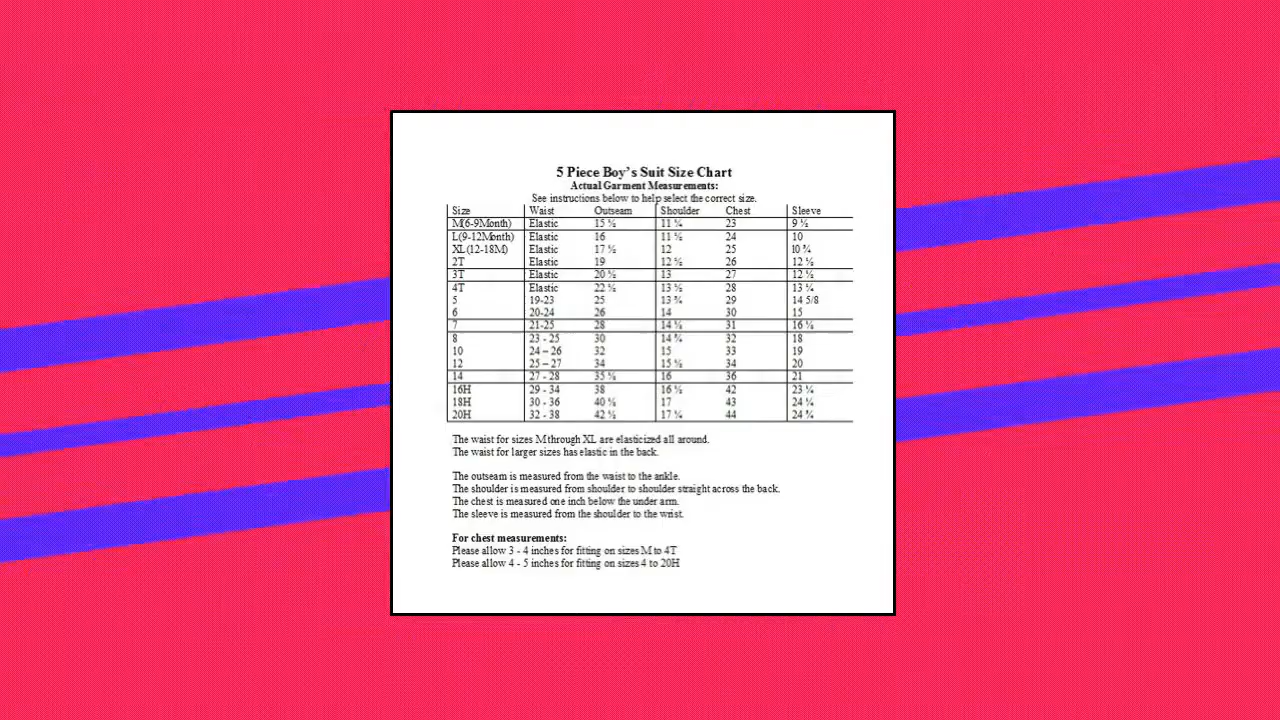 5 Piece Boy's Suit Size Chart
Actual Garment Measurements:
See instructions below to help select the correct size.
Size Waist Outseam Shoulder Chest Sleeve
M(6-9Month) Elastic 15 ½ 11 ¼ 23 9 ½
L(9-12Month) Elastic 16 11 ½ 24 10
XL(12-18M) Elastic 17 ½ 12 25 10 ¾
2T Elastic 19 12 ½ 26 12 ½
3T Elastic 20 ½ 13 27 12 ½
4T Elastic 22 ½ 13 ½ 28 13 ¼
5 19-23 25 13 ¾ 29 14 5/8
6 20-24 26 14 30 15
7 21-25 28 14 ½ 31 16 ¼
8 23 - 25 30 14 ¾ 32 18
10 24 – 26 32 15 33 19
12 25 – 27 34 15 ½ 34 20
14 27 - 28 35 ½ 16 36 21
16H 29 - 34 38 16 ½ 42 23 ¼
18H 30 - 36 40 ½ 17 43 24 ¼
20H 32 - 38 42 ½ 17 ¼ 44 24 ¾
The waist for sizes M through XL are elasticized all around.
The waist for larger sizes has elastic in the back.
The outseam is measured from the waist to the ankle.
The shoulder is measured from shoulder to shoulder straight across the back.
The chest is measured one inch below the under arm.
The sleeve is measured from the shoulder to the wrist.
For chest measurements:
Please allow 3 - 4 inches for fitting on sizes M to 4T
Please allow 4 - 5 inches for fitting on sizes 4 to 20H